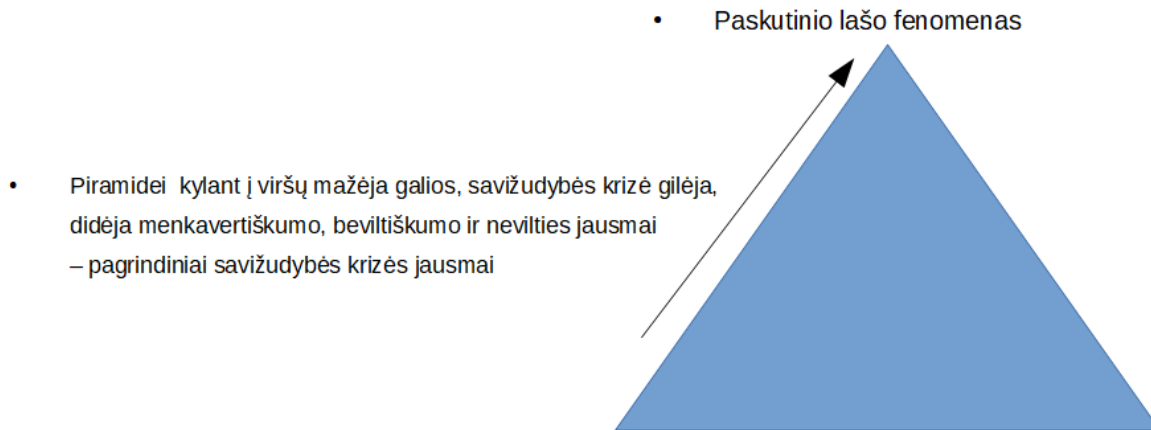 • Paskutinio lašo fenomenas
• Piramidei kylant į viršų mažėja galios, savižudybės krizė gilėja,
didėja menkavertiškumo, beviltiškumo ir nevilties jausmai
– pagrindiniai savižudybės krizės jausmai